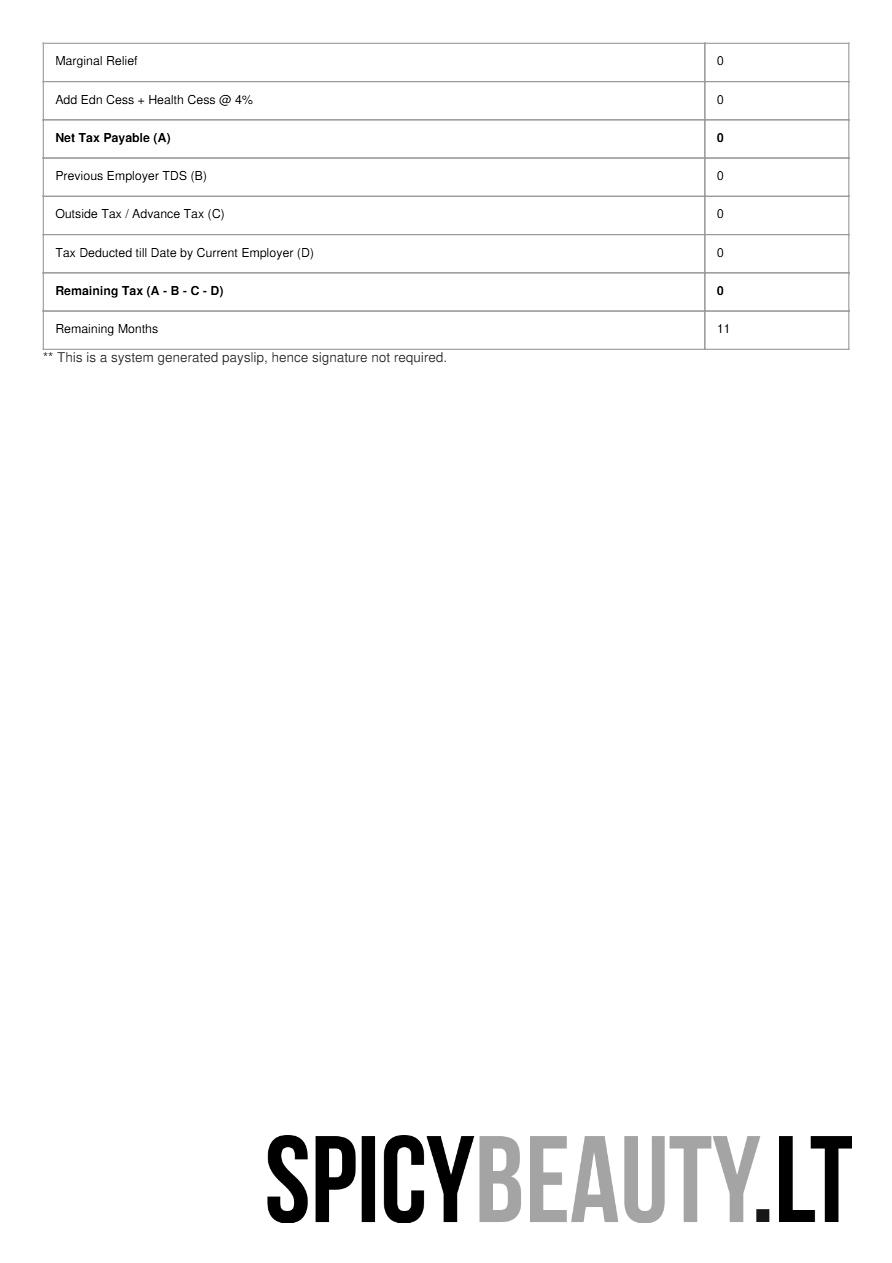 Marginal Relief 0
Add Edn Cess + Health Cess @ 4% 0
Net Tax Payable (A) 0
Previous Employer TDS (B) 0
Outside Tax / Advance Tax (C) 0
Tax Deducted till Date by Current Employer (D) 0
Remaining Tax (A - B - C - D) 0
Remaining Months 11
** This is a system generated payslip, hence signature not required.
SPICYBEAUTY.LT